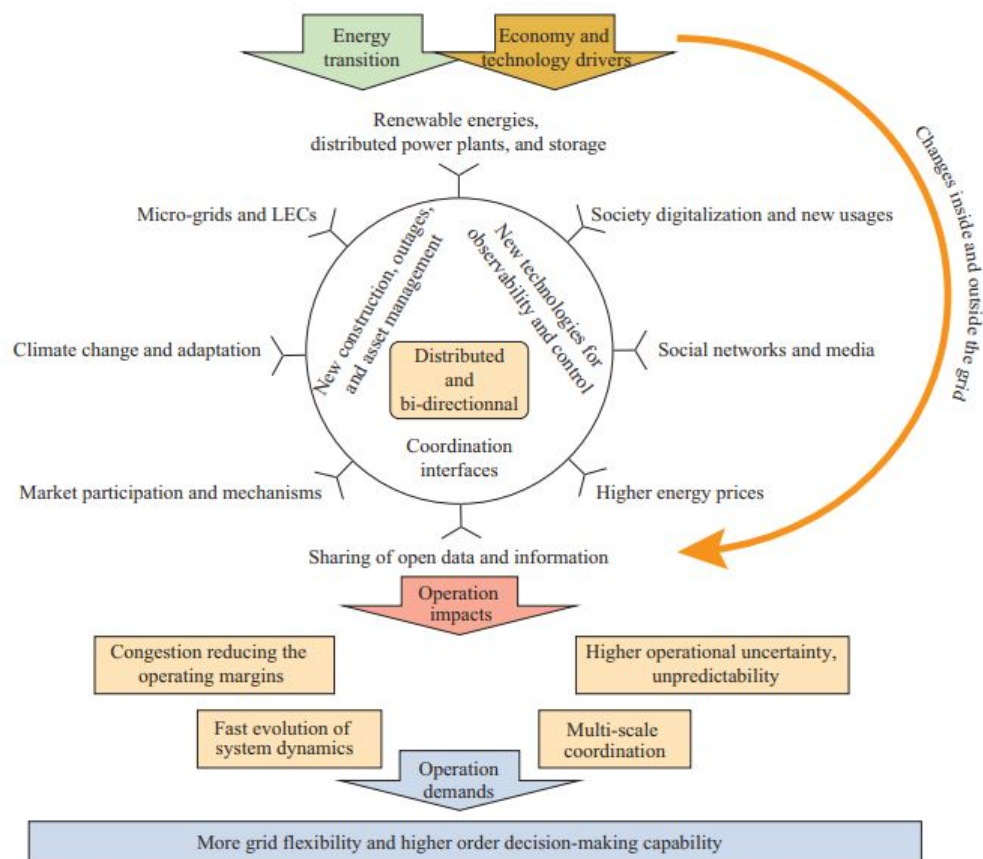 Energy
transition
Economy and
technology drivers
Renewable energies,
distributed power plants, and storage
Changes inside and outside the grid
Micro-grids and LECs
Society digitalization and new usages
New construction, outages,
and asset management
New technologies for
observability and control
Climate change and adaptation
Social networks and media
Distributed
and
bi-directionnal
Coordination
interfaces
Market participation and mechanisms
Higher energy prices
Sharing of open data and information
Operation
impacts
Congestion reducing the
operating margins
Higher operational uncertainty,
unpredictability
Fast evolution of
system dynamics
Multi-scale
coordination
Operation
demands
More grid flexibility and higher order decision-making capability